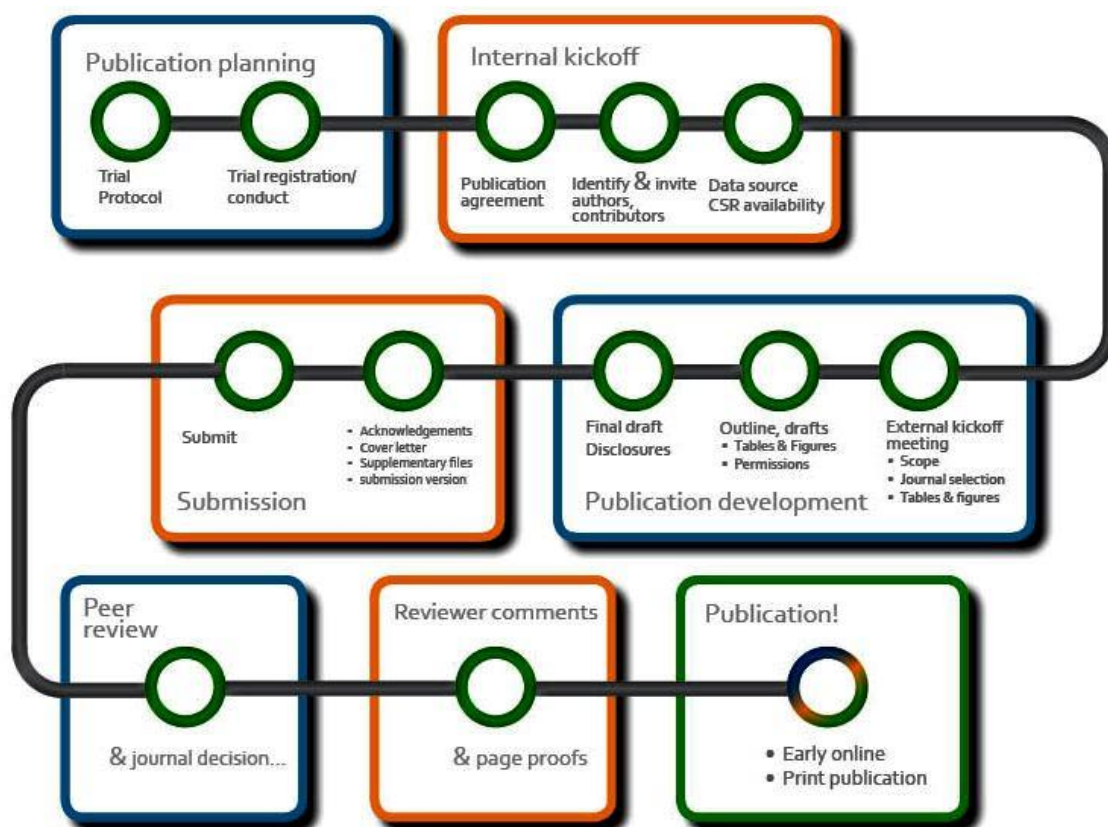 Publication planning
Trial
Protocol
Trial registration/
conduct
Internal kickoff
Publication
agreement
Identify & invite
authors,
contributors
Data source
CSR availability
External kickoff
meeting
▪ Scope
▪ Journal selection
▪ Tables & figures
Outline, drafts
▪ Tables & Figures
▪ Permissions
Final draft
Disclosures
Publication development
▪ Acknowledgements
▪ Cover letter
▪ Supplementary files
▪ submission version
Submit
Submission
Peer
review
& journal decision...
Reviewer comments
& page proofs
Publication!
• Early online
• Print publication